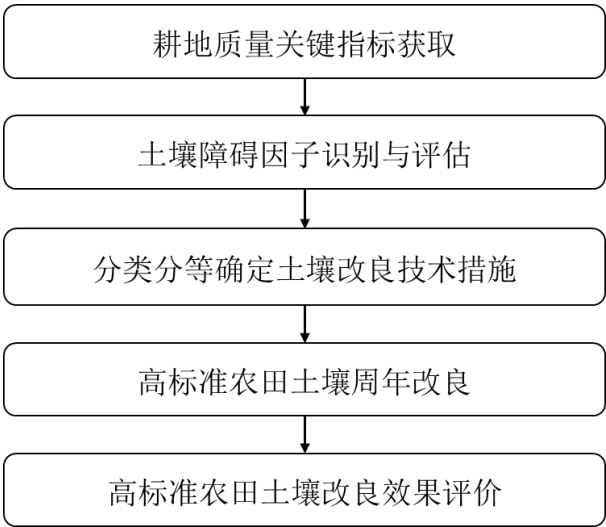 耕地质量关键指标获取
土壤障碍因子识别与评估
分类分等确定土壤改良技术措施
高标准农田土壤周年改良
高标准农田土壤改良效果评价